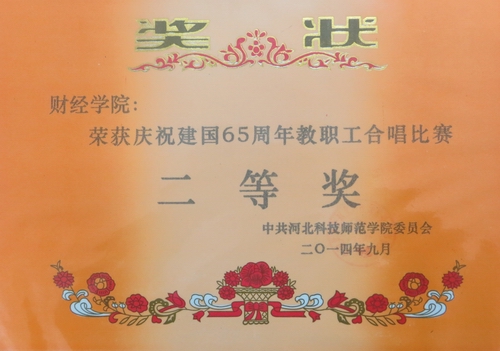 奖状
财经学院:
荣获庆祝建国65周年教职工合唱比赛
二等奖
中共河北科技师范学院委员会
二〇一四年九月